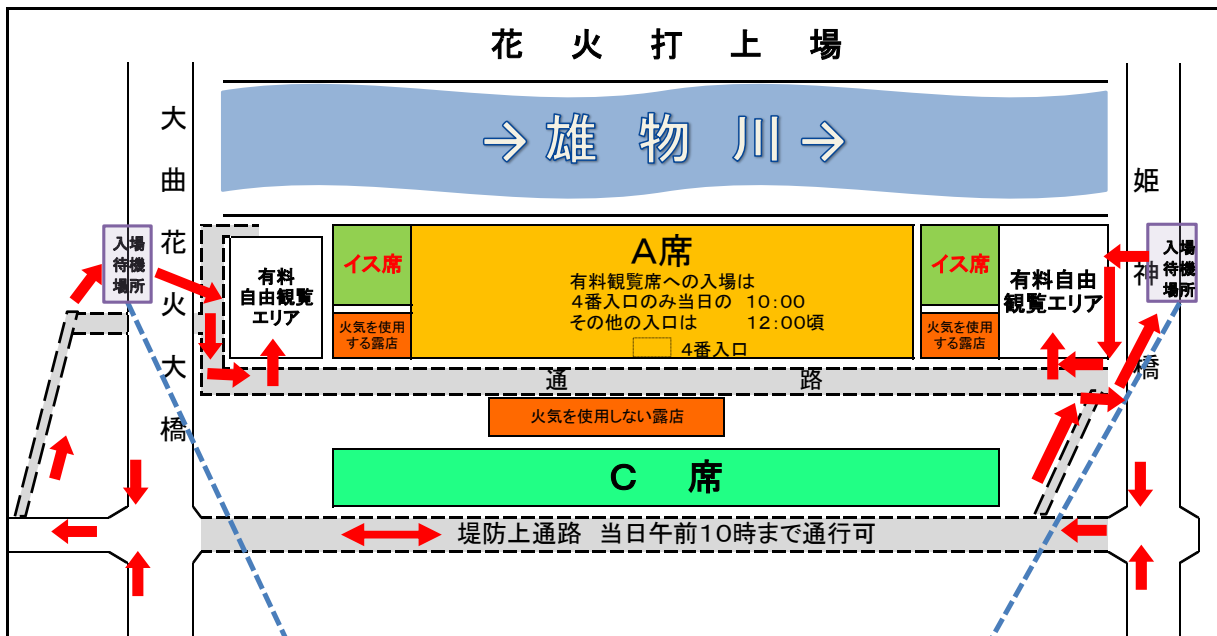 花火打上場
→雄物川→
大曲花火大橋
姫神橋
入場
待機
場所
有料
自由観覧
エリア
イス席
火気を使用
する露店
A席
有料観覧席への入場は
4番入口のみ当日の 10:00
その他の入口は 12:00頃
4番入口
イス席
火気を使用
する露店
有料自由
観覧エリア
入場
待機
場所
通路
火気を使用しない露店
C席
堤防上通路 当日午前10時まで通行可